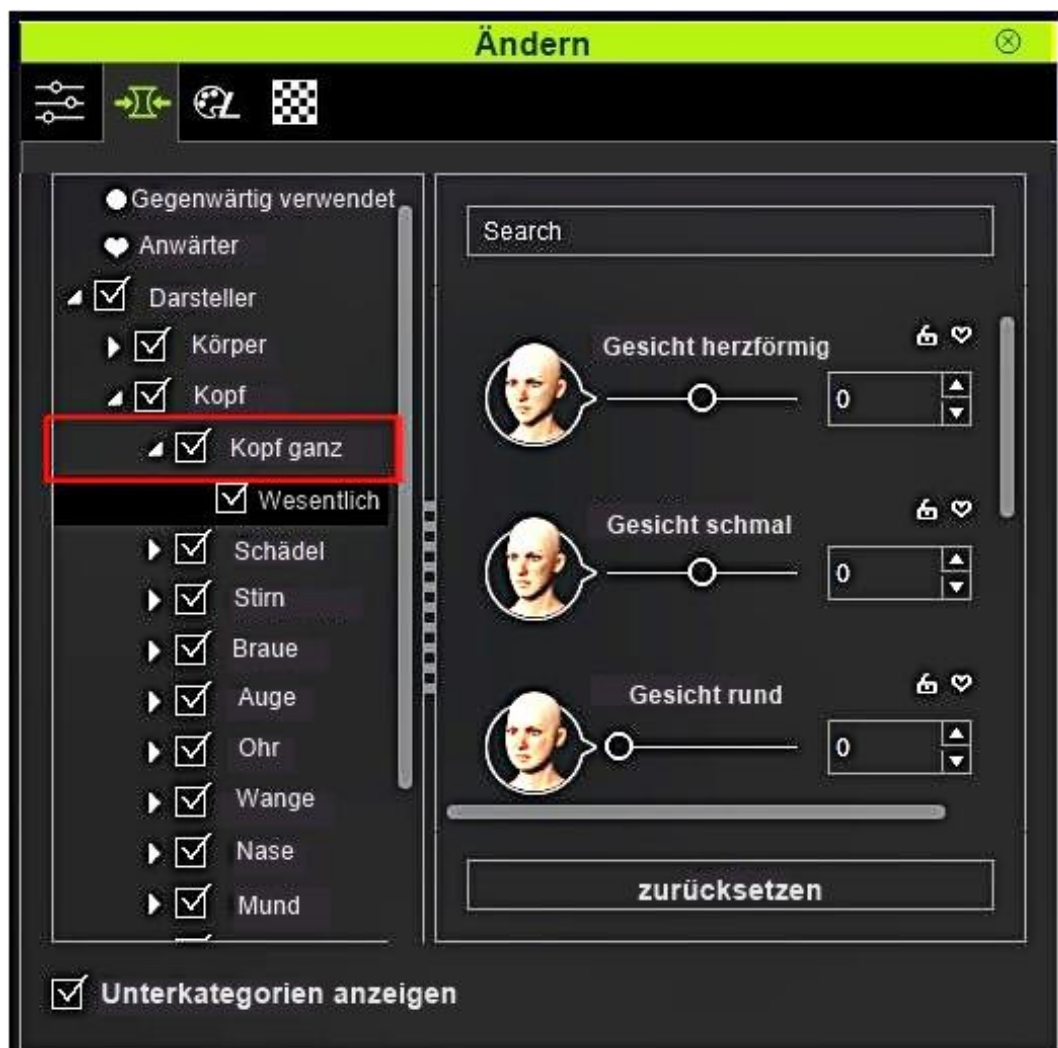 Ändern
Gegenwärtig verwendet
Anwärter
Darsteller
Körper
Kopf
Kopf ganz
Wesentlich
Schädel
Stirn
Braue
Auge
Ohr
Wange
Nase
Mund
Search
Gesicht herzförmig
0
Gesicht schmal
0
Gesicht rund
0
zurücksetzen
Unterkategorien anzeigen